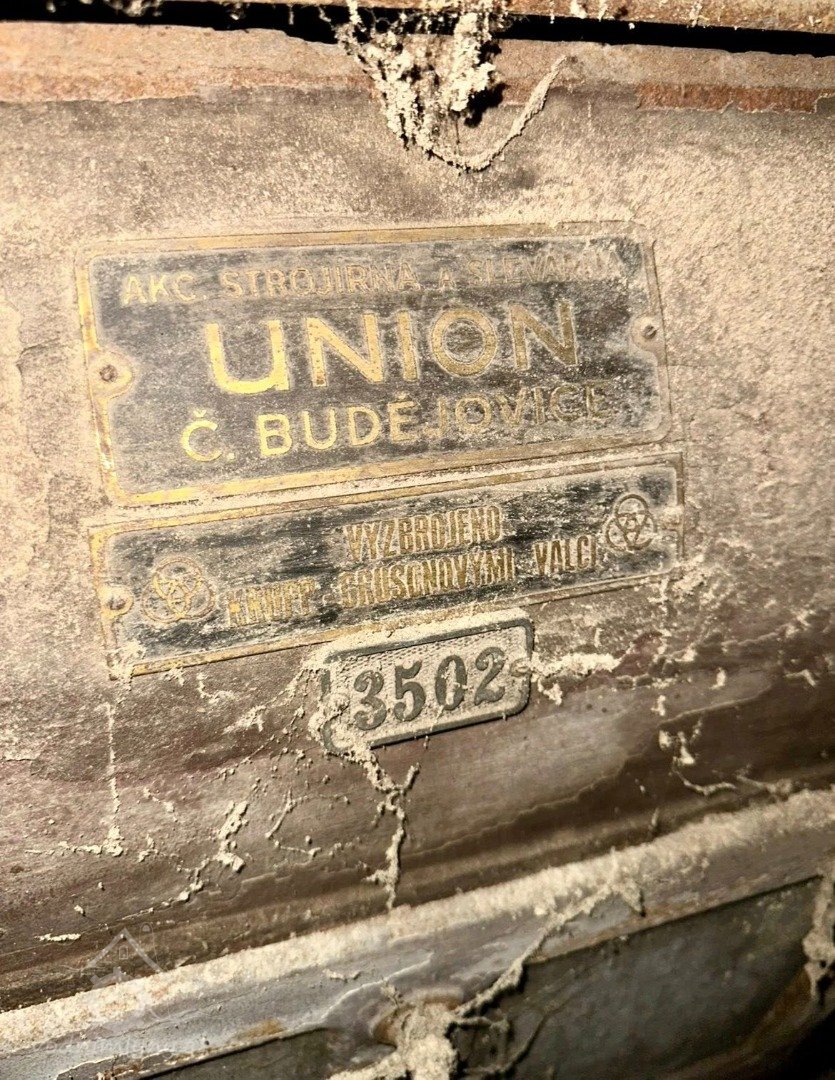 AKC. STROJÍRNA A SLÉVÁRNA
UNION
Č. BUDĚJOVICE
VYZBROJENO
KRUPP - GRUSONOVÝMI VÁLCI
3502